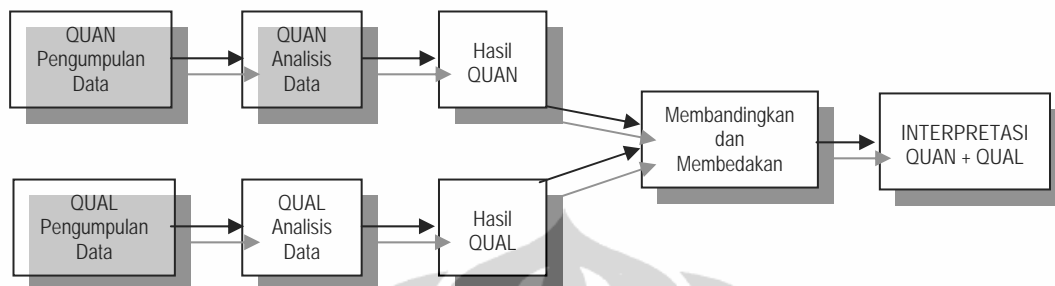 QUAN
Pengumpulan
Data
QUAN
Analisis
Data
Hasil
QUAN
QUAL
Pengumpulan
Data
QUAL
Analisis
Data
Hasil
QUAL
Membandingkan
dan
Membedakan
INTERPRETASI
QUAN + QUAL